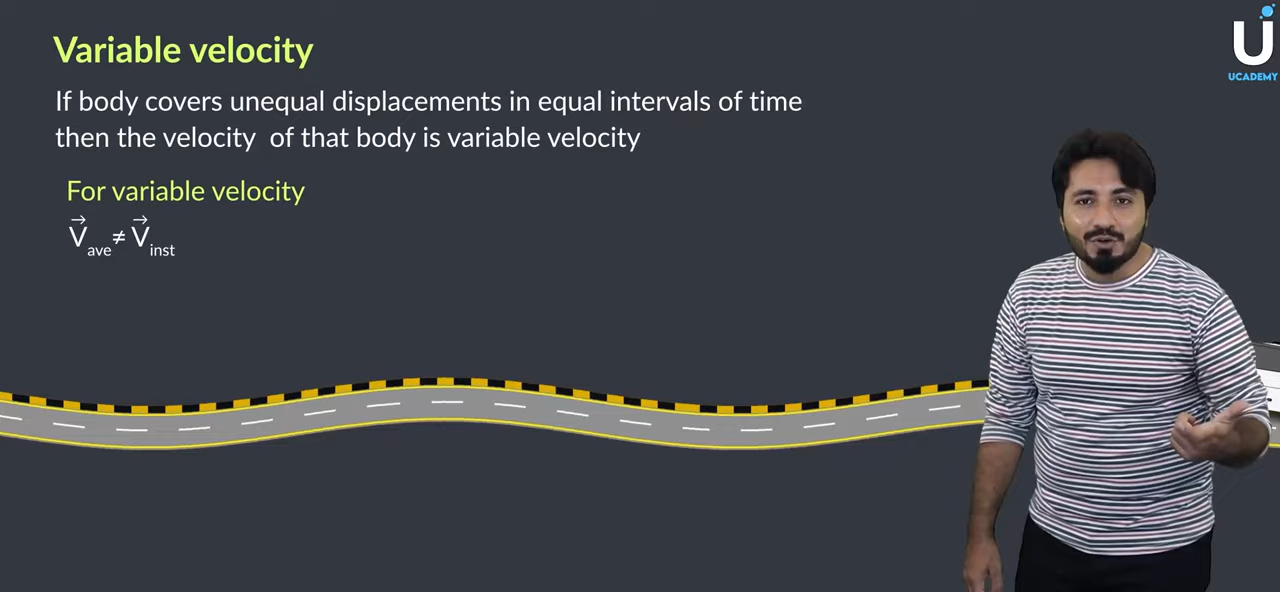 Variable velocity
If body covers unequal displacements in equal intervals of time
then the velocity of that body is variable velocity
For variable velocity
V⃗ave ≠ V⃗inst
U
UCADEMY